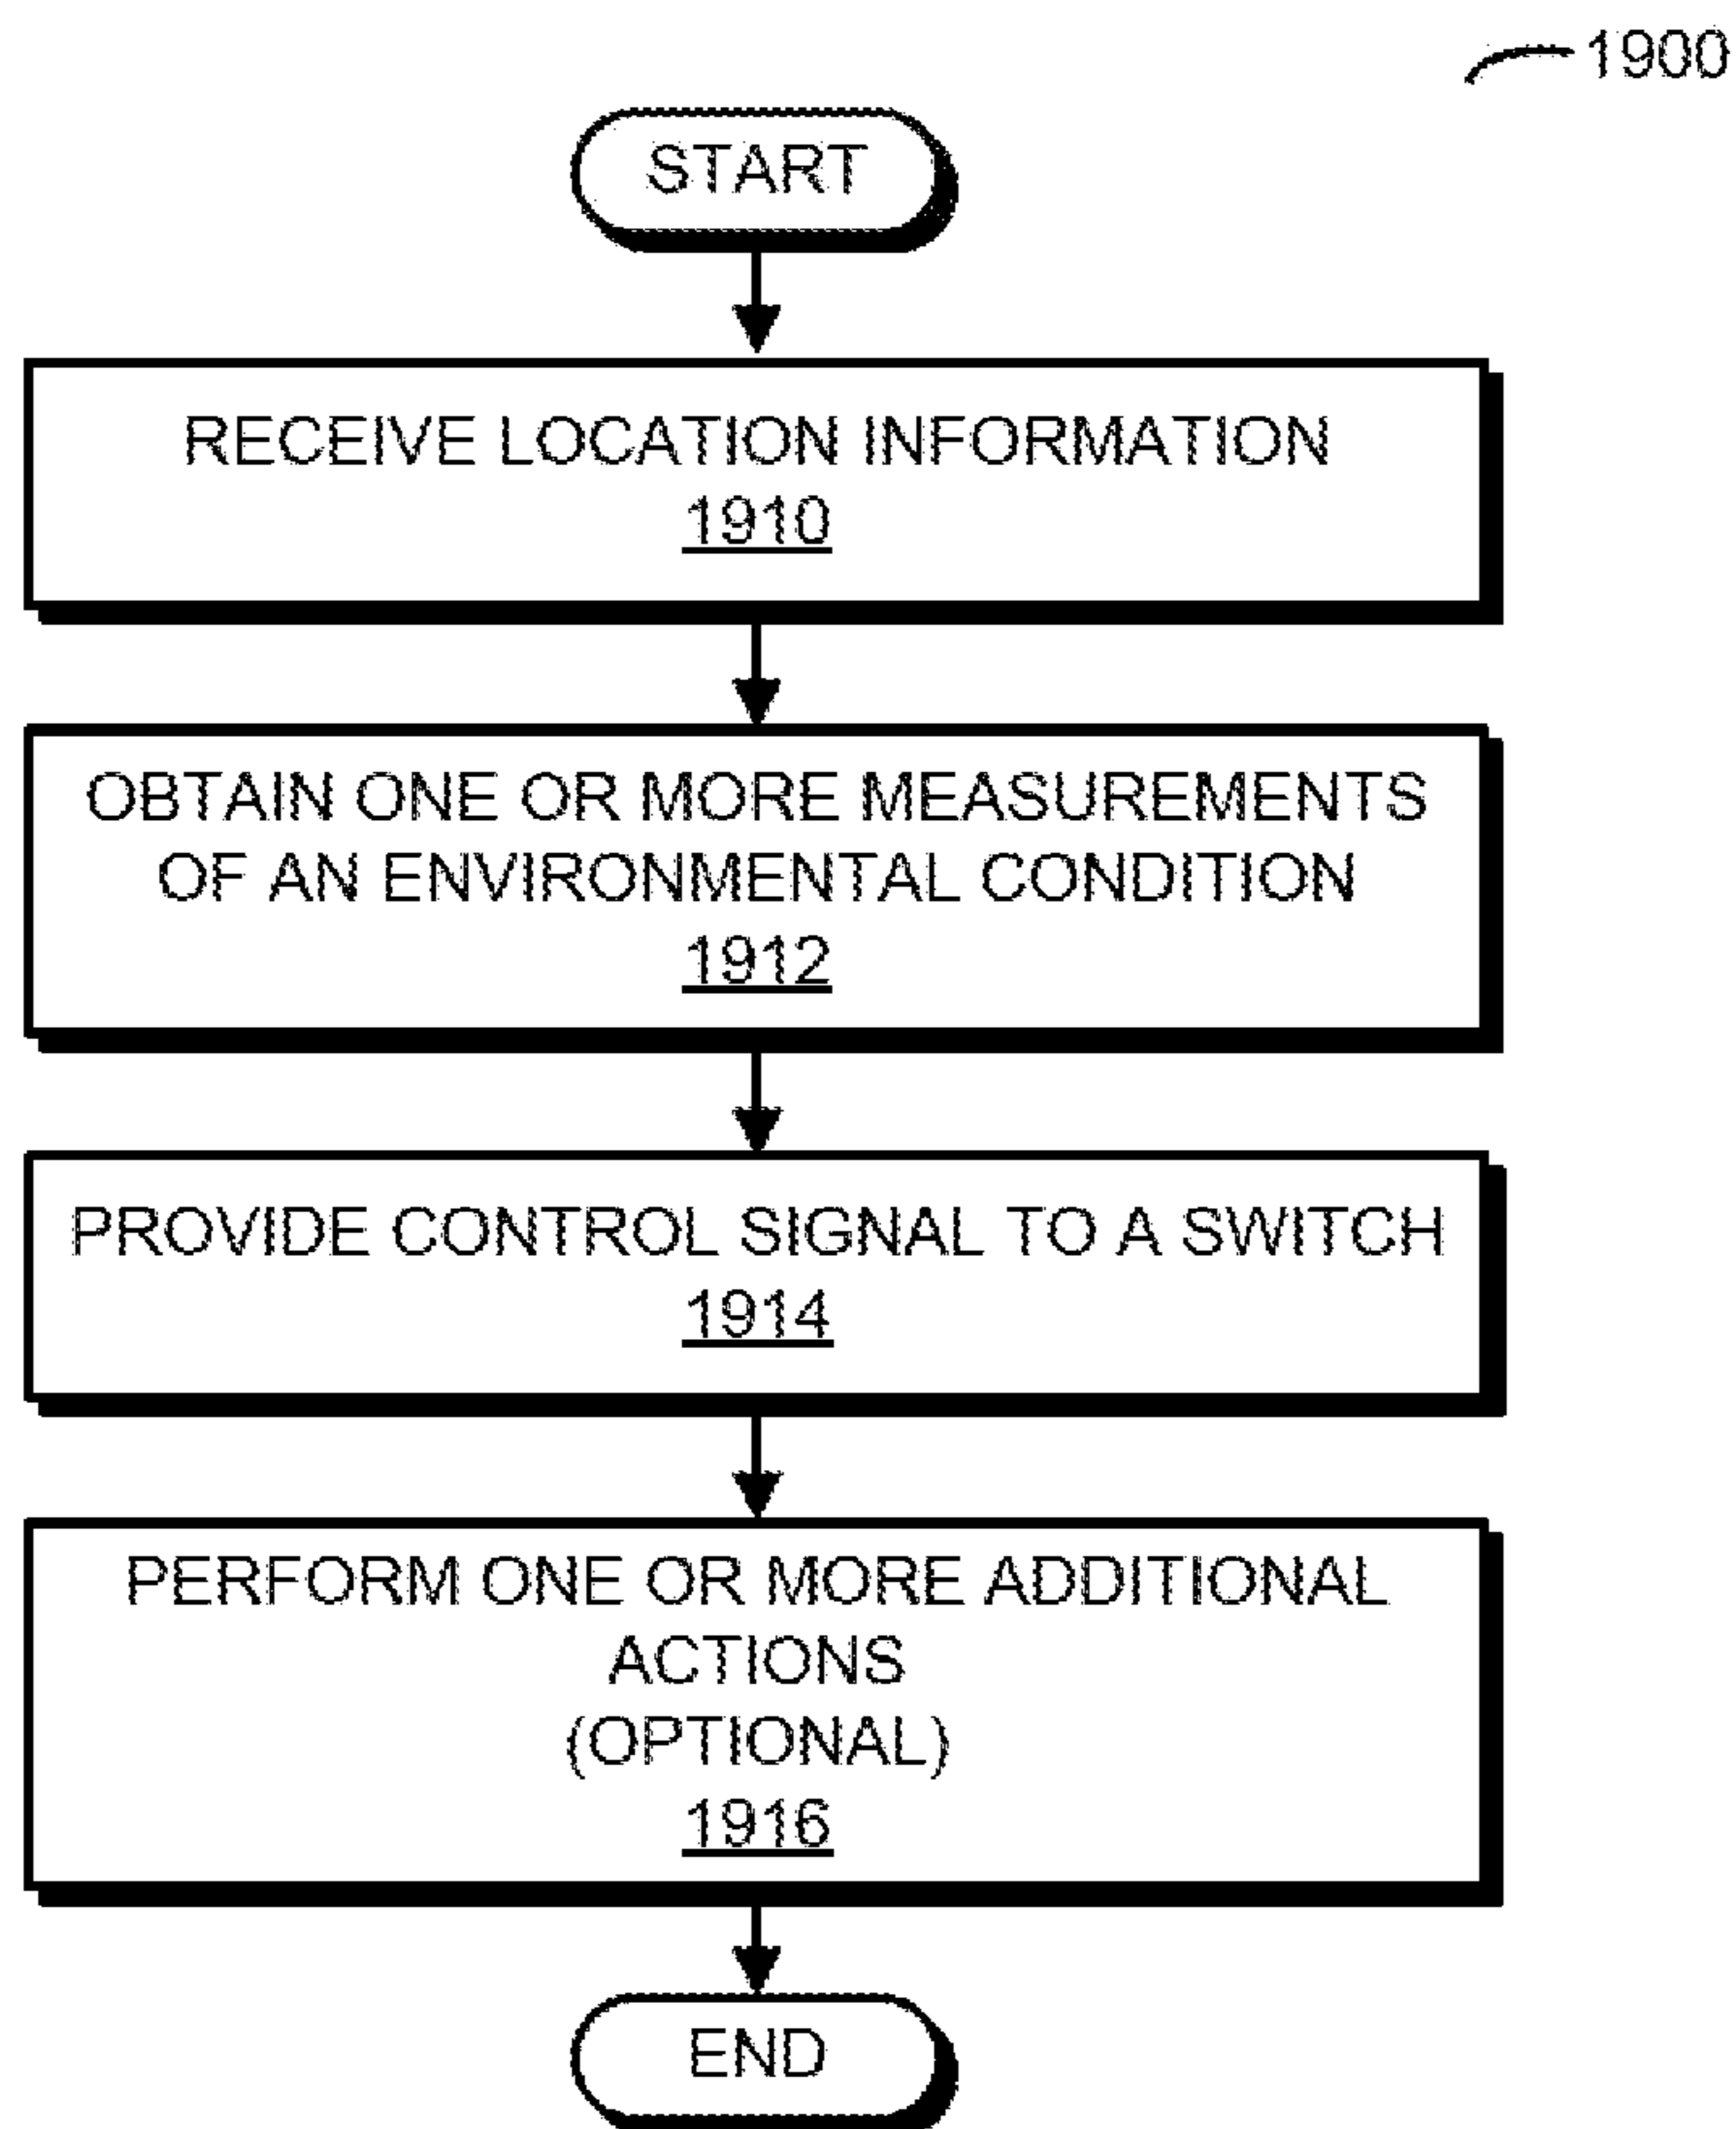 1900
START
RECEIVE LOCATION INFORMATION
1910
OBTAIN ONE OR MORE MEASUREMENTS
OF AN ENVIRONMENTAL CONDITION
1912
PROVIDE CONTROL SIGNAL TO A SWITCH
1914
PERFORM ONE OR MORE ADDITIONAL
ACTIONS
(OPTIONAL)
1916
END